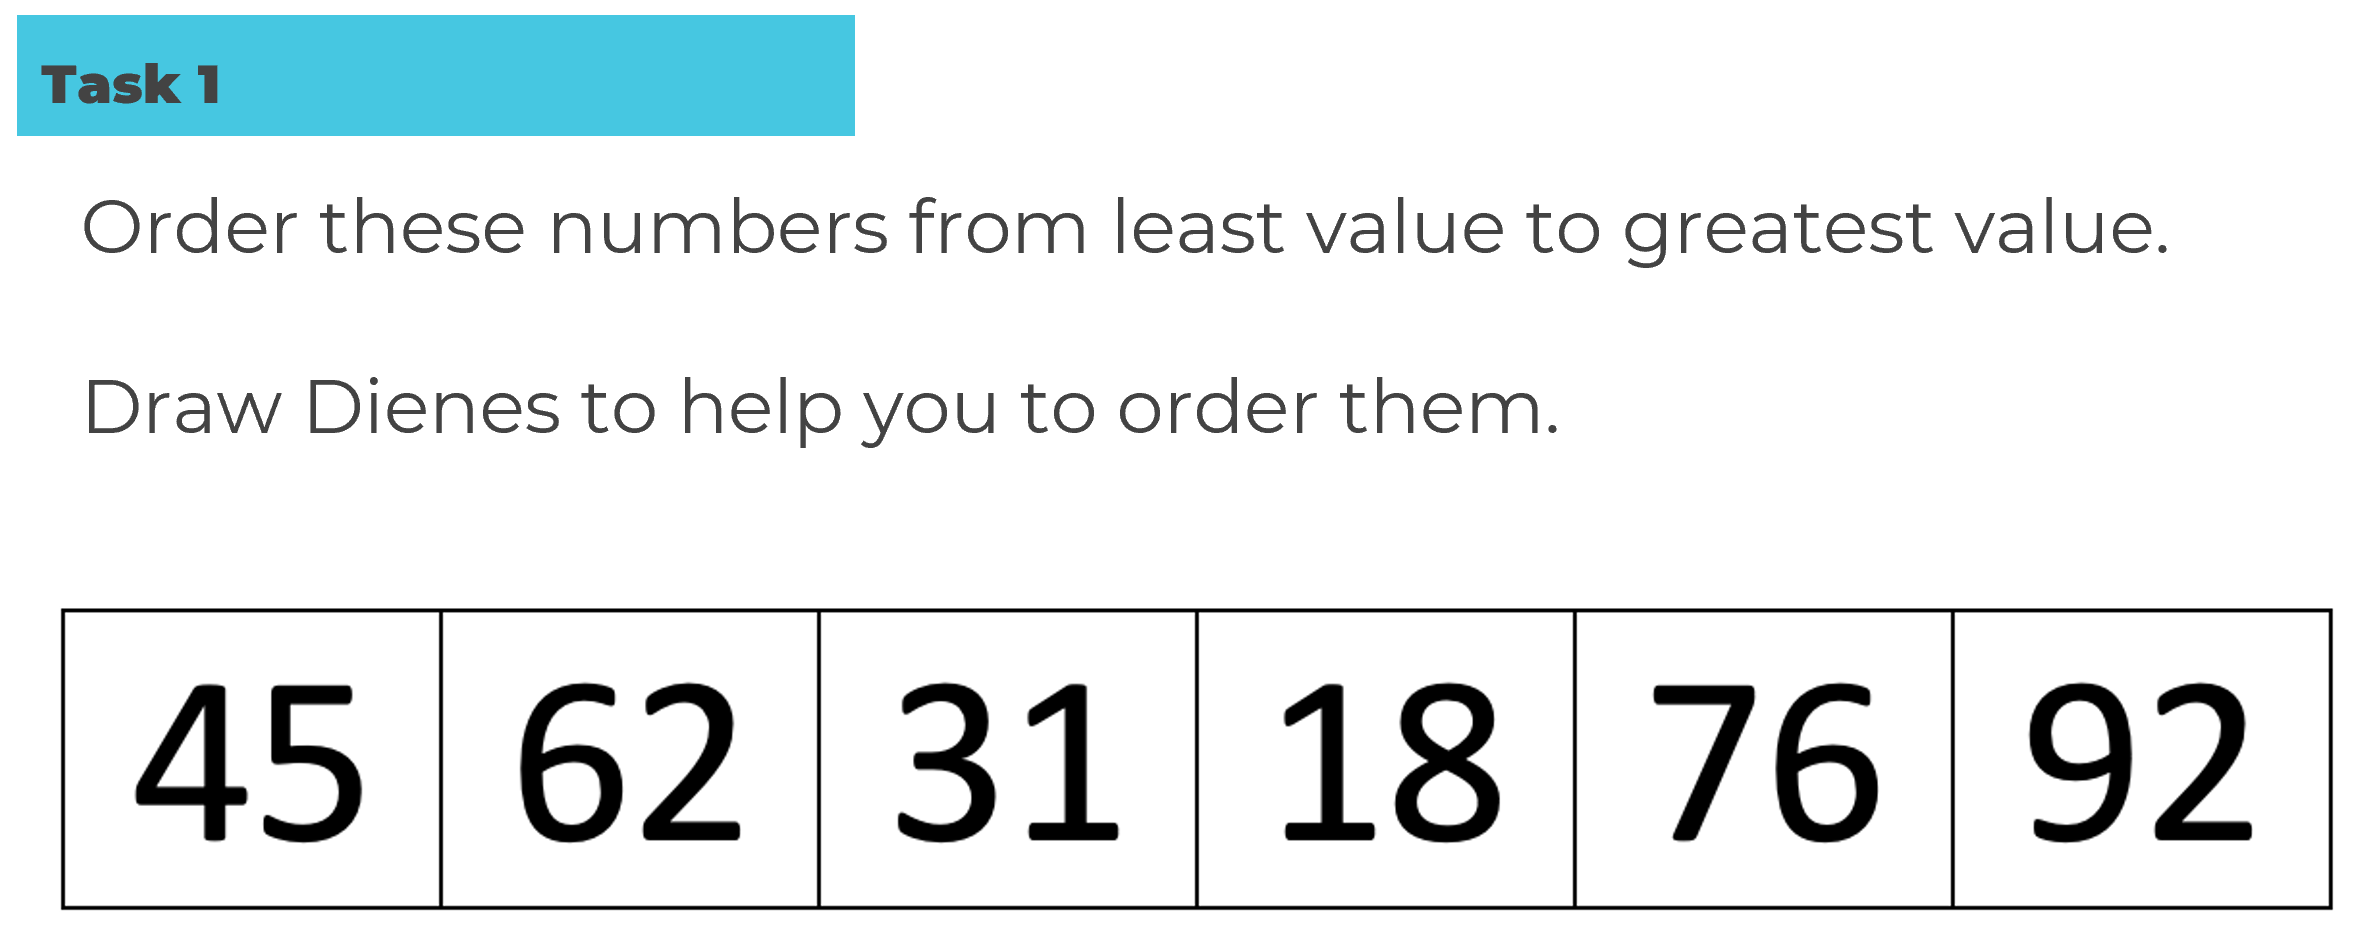 Task 1
Order these numbers from least value to greatest value.
Draw Dienes to help you to order them.
45 62 31 18 76 92